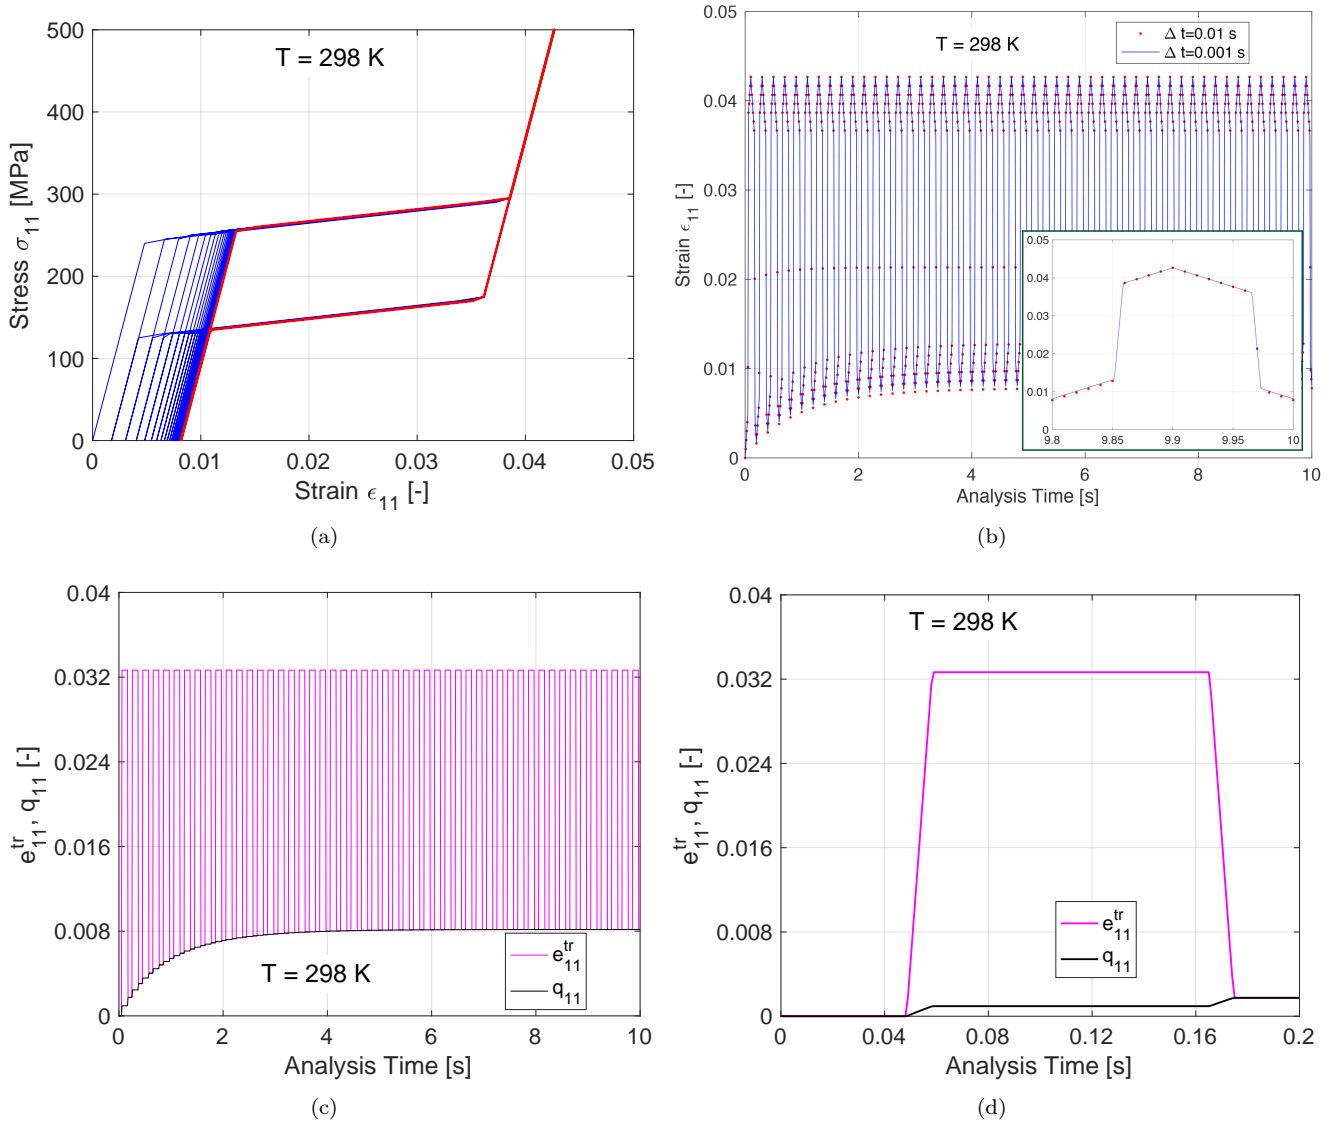 500
400
300
200
100
0
Stress σ11 [MPa]
T = 298 K
0 0.01 0.02 0.03 0.04 0.05
Strain ϵ11 [-]
(a)
0.05
0.04
0.03
0.02
0.01
0
Strain ϵ11 [-]
T = 298 K
Δ t=0.01 s
Δ t=0.001 s
0.05
0.04
0.03
0.02
0.01
0
9.8 9.85 9.9 9.95 10
0 2 4 6 8 10
Analysis Time [s]
(b)
0.04
0.032
0.024
0.016
0.008
0
e11tr, q11 [-]
T = 298 K
e11tr
q11
0 2 4 6 8 10
Analysis Time [s]
(c)
0.04
0.032
0.024
0.016
0.008
0
e11tr, q11 [-]
T = 298 K
e11tr
q11
0 0.04 0.08 0.12 0.16 0.2
Analysis Time [s]
(d)